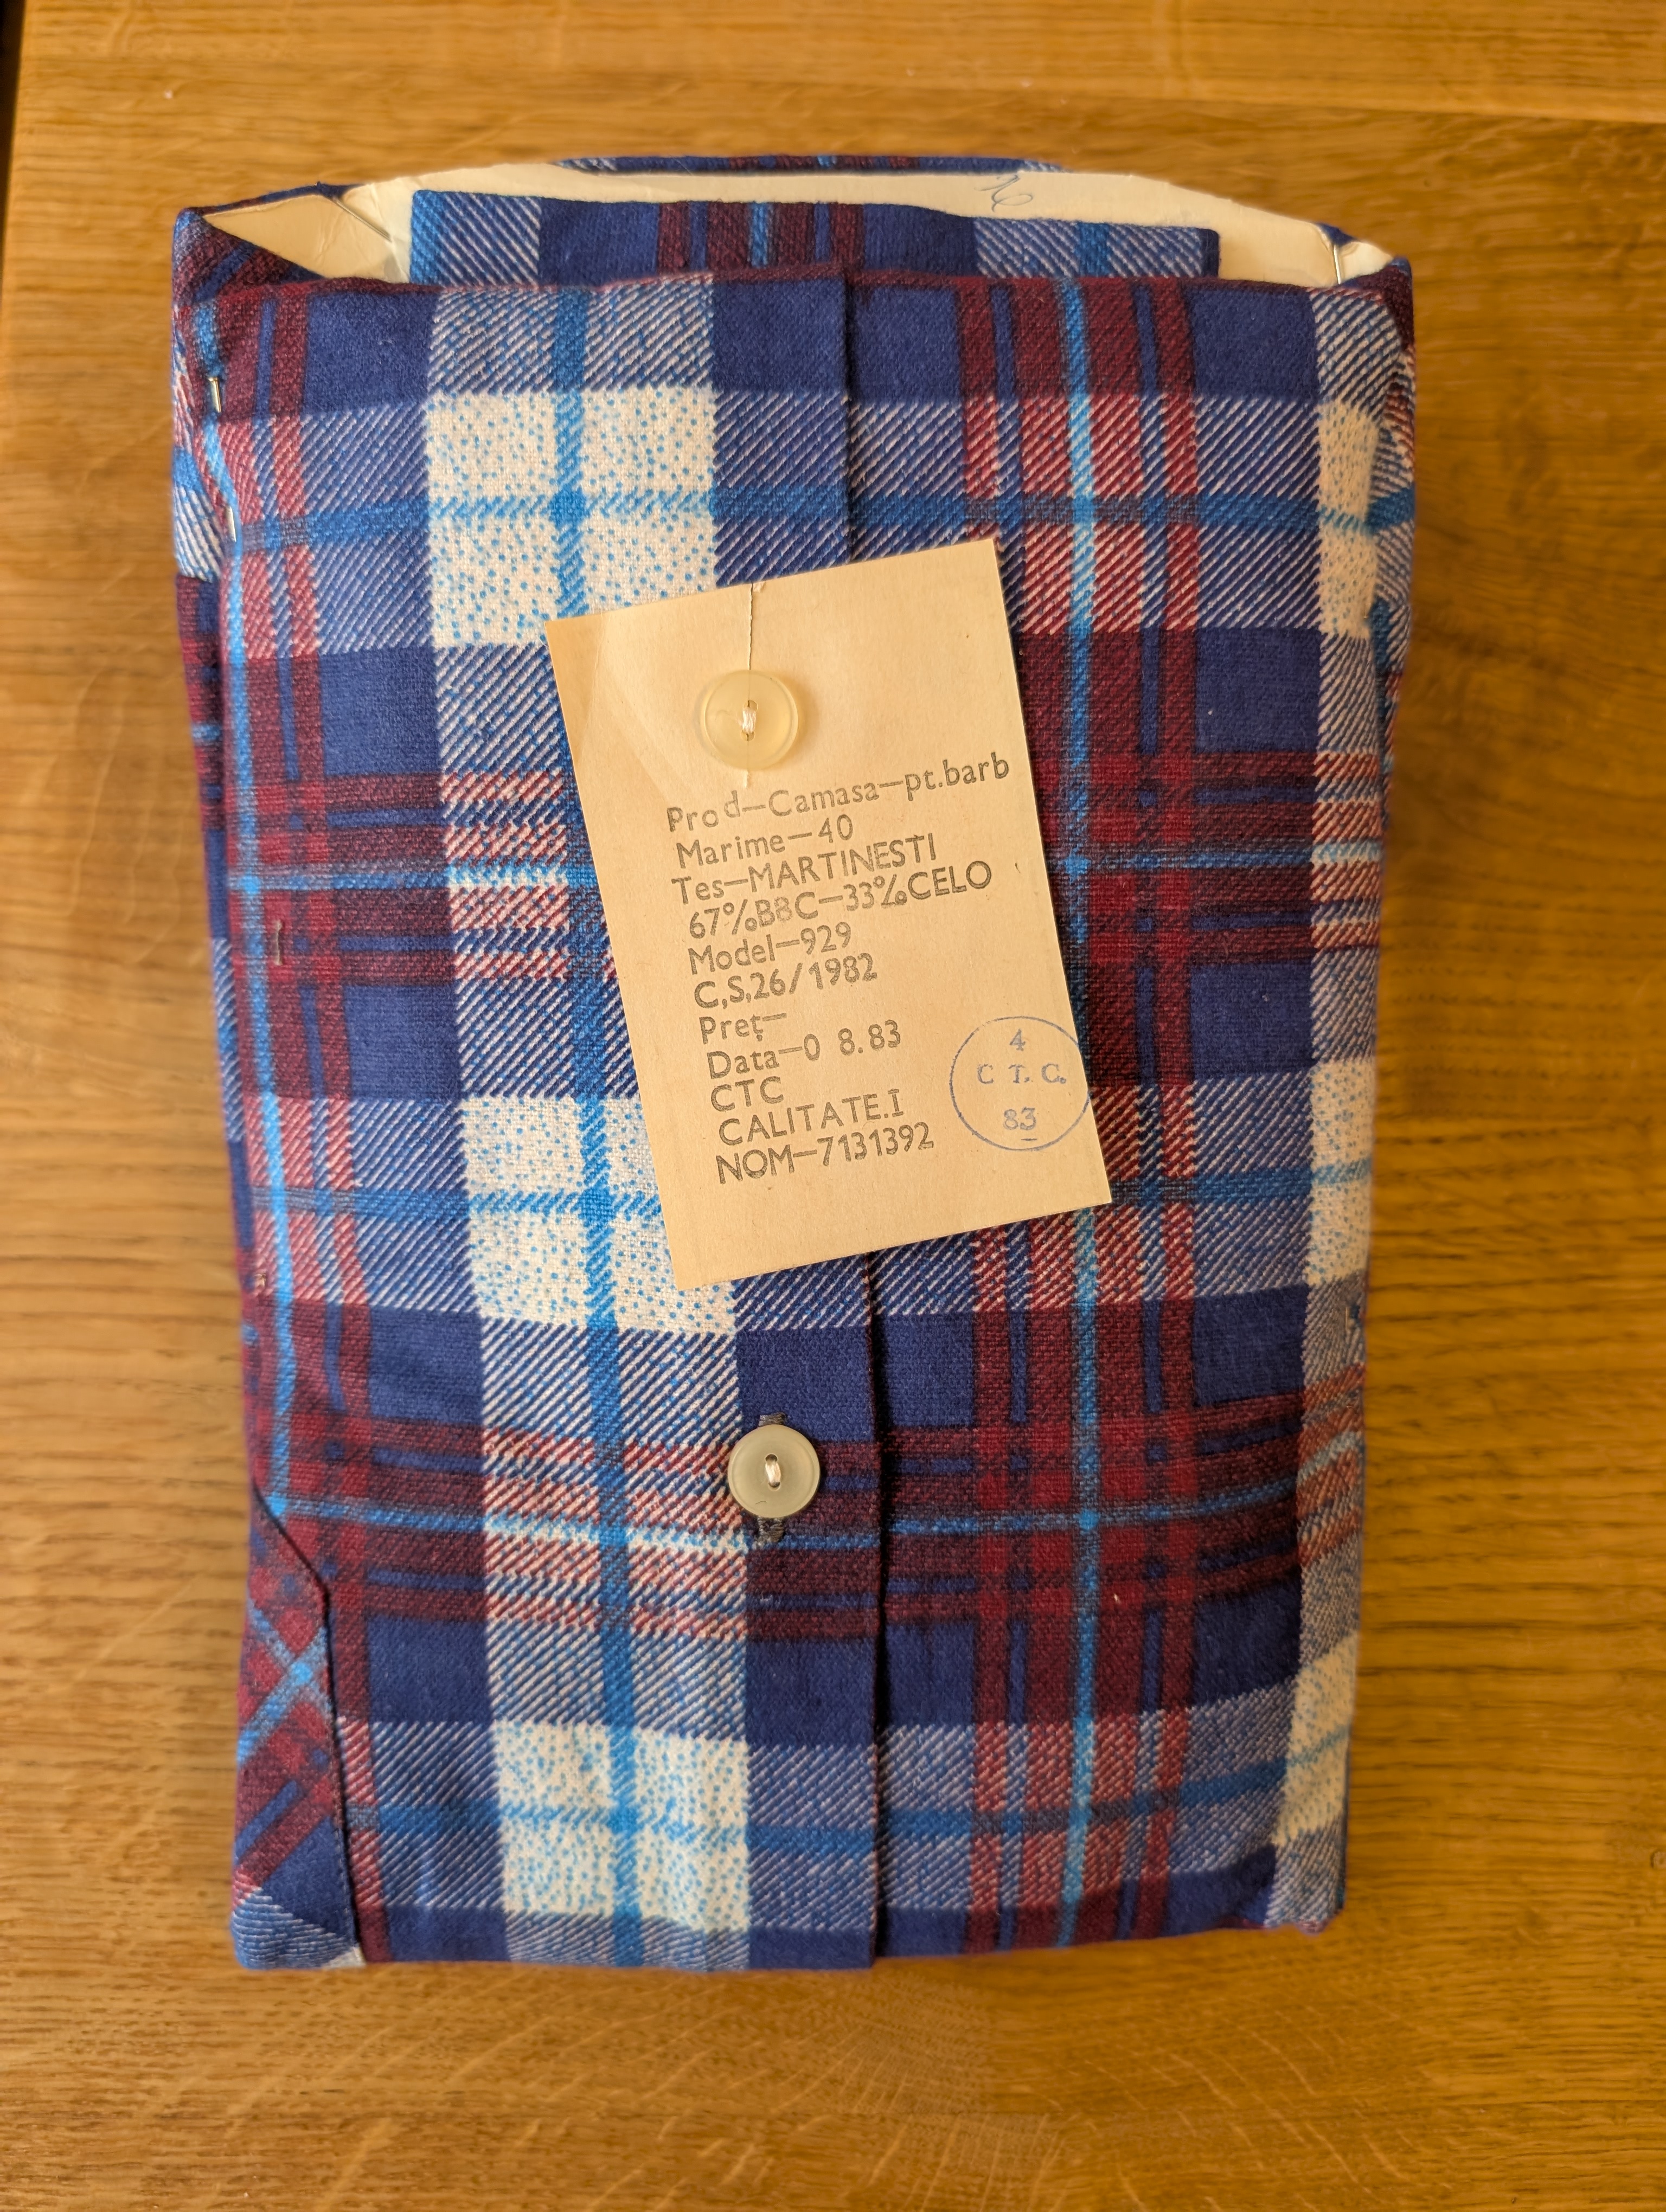 Prod—Camasa—pt.barb
Marime—40
Tes—MARTINESTI
67%BBC—33%CELO
Model—929
C,S,26/1982
Preţ—
Data—0 8.83
CTC
CALITATE.I
NOM—7131392
4
C T. C.
83